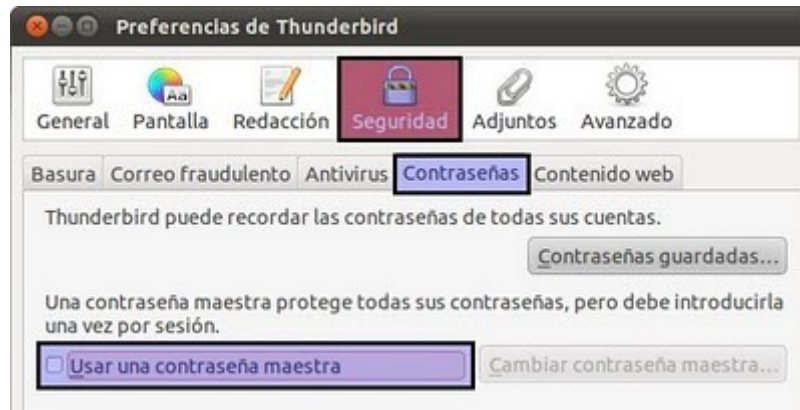 Preferencias de Thunderbird
General Pantalla Redacción Seguridad Adjuntos Avanzado
Basura Correo fraudulento Antivirus Contraseñas Contenido web
Thunderbird puede recordar las contraseñas de todas sus cuentas.
Contraseñas guardadas...
Una contraseña maestra protege todas sus contraseñas, pero debe introducirla
una vez por sesión.
Usar una contraseña maestra Cambiar contraseña maestra...